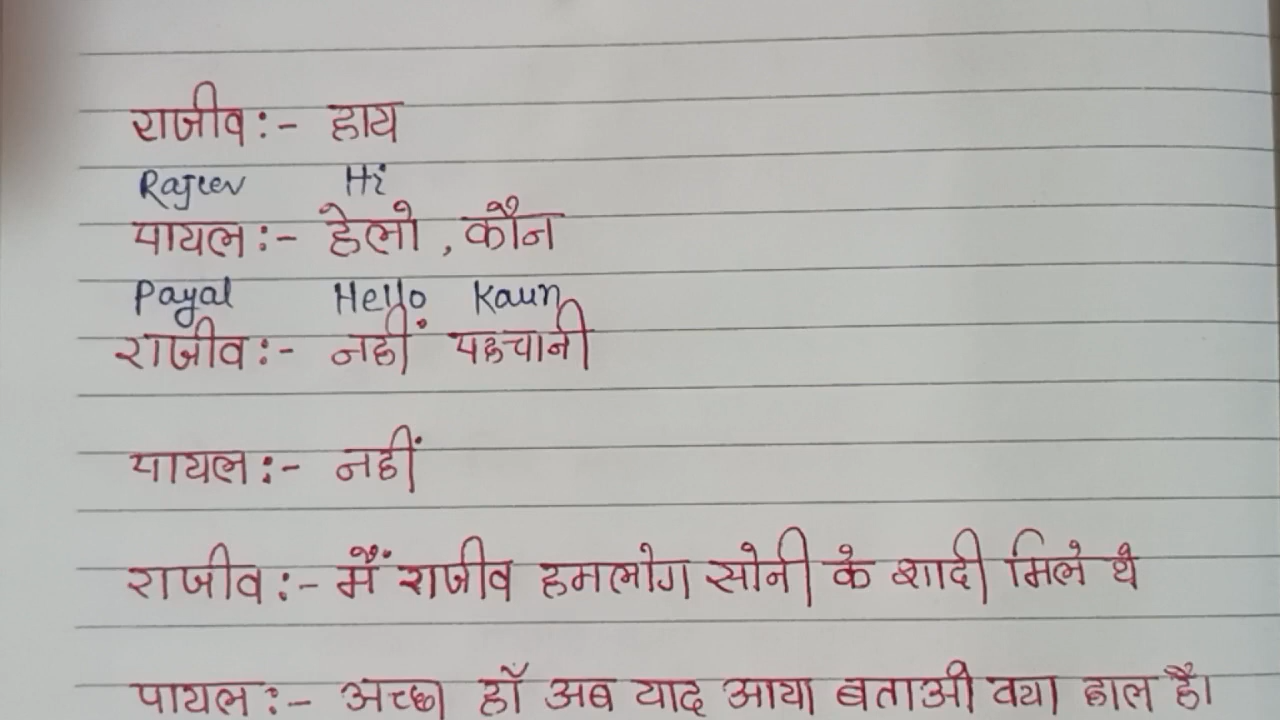 राजीव :- हाय
Rajeev Hi
पायल :- हेलो , कौन
Payal Hello Kaun
राजीव :- नहीं पहचानी
पायल :- नहीं
राजीव :- मैं राजीव हमलोग सोनी के शादी मिले थे
पायल :- अच्छा हाँ अब याद आया बताओ क्या हाल है।